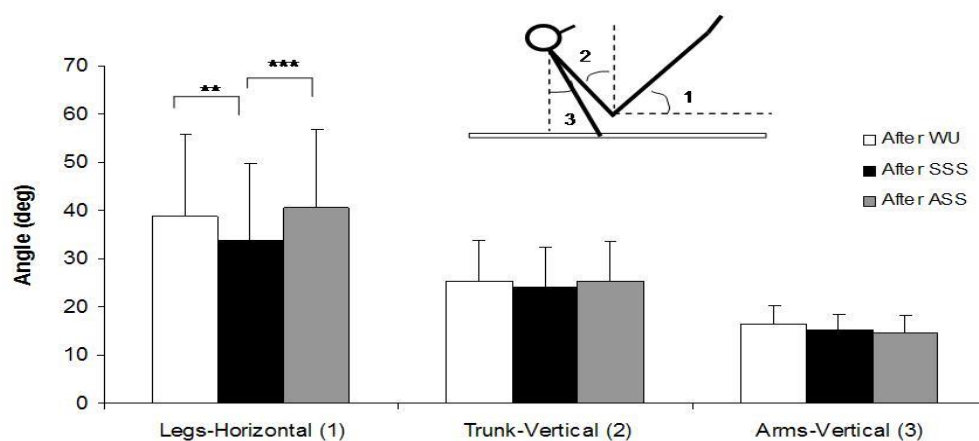 Angle (deg)
70
60
50
40
30
20
10
0
**
***
2
1
3
After WU
After SSS
After ASS
Legs-Horizontal (1)
Trunk-Vertical (2)
Arms-Vertical (3)